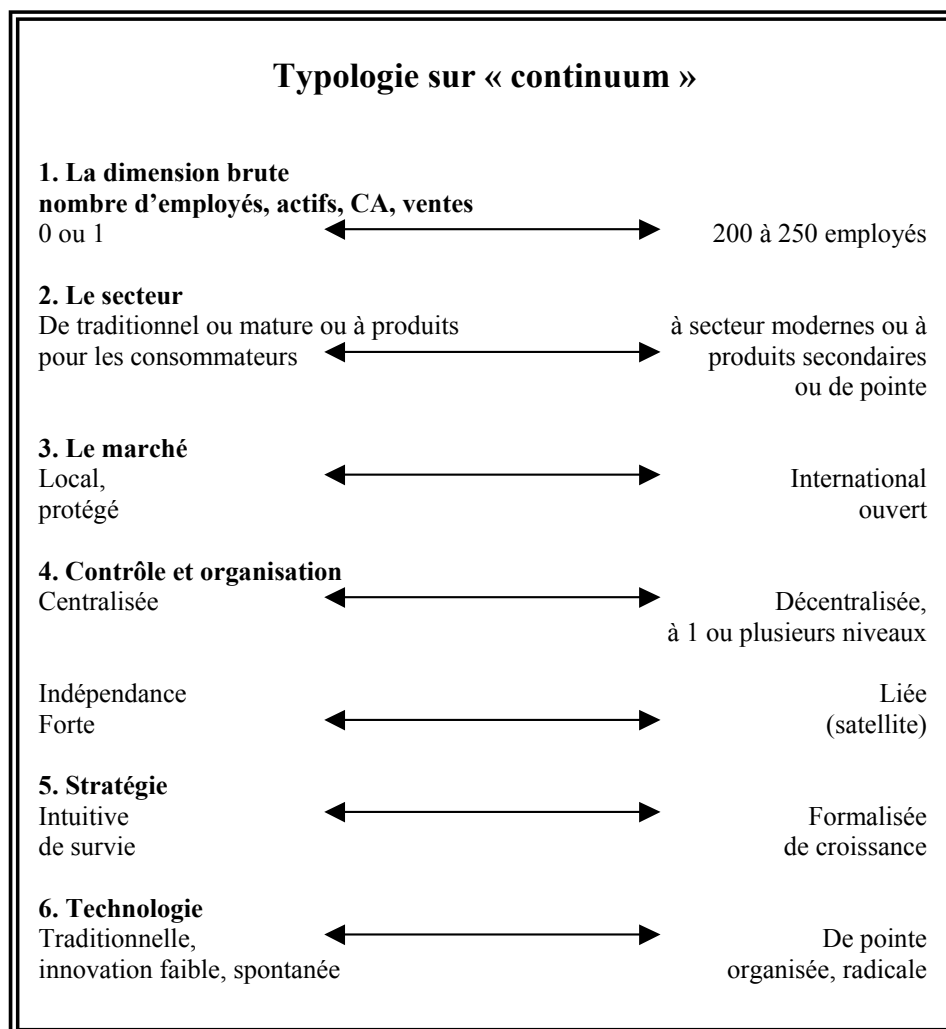 Typologie sur « continuum »
1. La dimension brute
nombre d'employés, actifs, CA, ventes
0 ou 1 200 à 250 employés
2. Le secteur
De traditionnel ou mature ou à produits à secteur modernes ou à
pour les consommateurs produits secondaires
ou de pointe
3. Le marché
Local, International
protégé ouvert
4. Contrôle et organisation
Centralisée Décentralisée,
à 1 ou plusieurs niveaux
Indépendance Liée
Forte (satellite)
5. Stratégie
Intuitive Formalisée
de survie de croissance
6. Technologie
Traditionnelle, De pointe
innovation faible, spontanée organisée, radicale